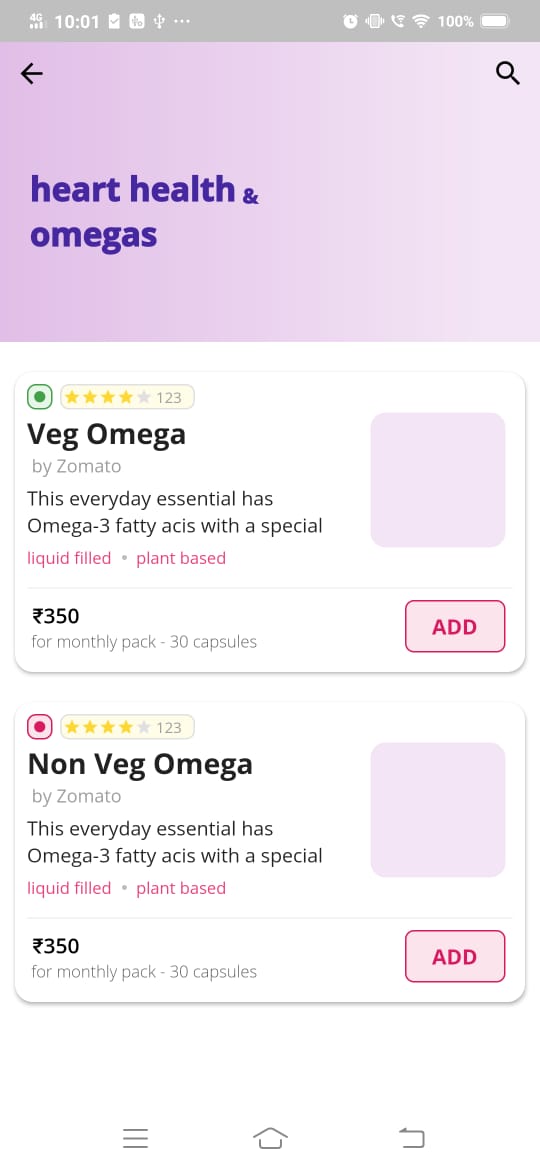 4G 10:01 100%
heart health &
omegas
123
Veg Omega
by Zomato
This everyday essential has
Omega-3 fatty acis with a special
liquid filled • plant based
₹350
for monthly pack - 30 capsules
ADD
123
Non Veg Omega
by Zomato
This everyday essential has
Omega-3 fatty acis with a special
liquid filled • plant based
₹350
for monthly pack - 30 capsules
ADD